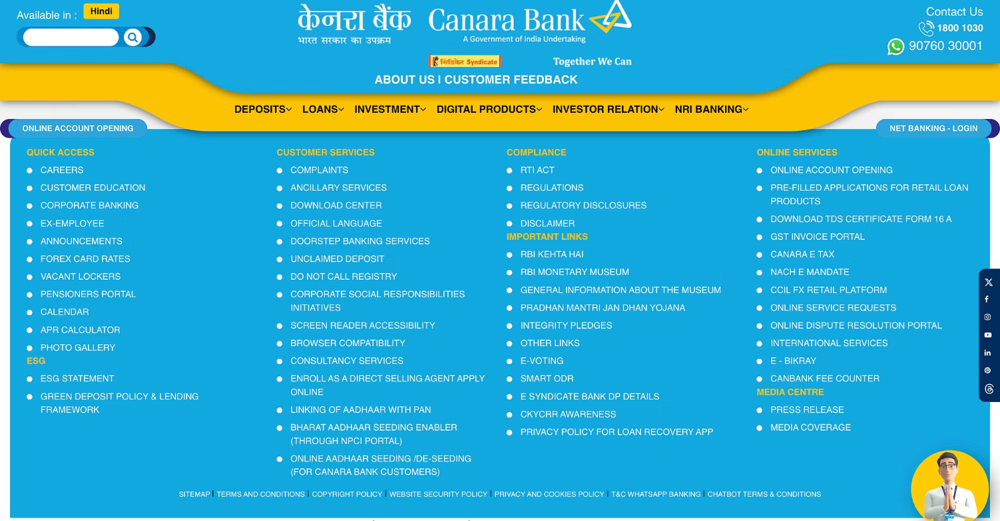 Available in :
Hindi
केनरा बैंक
भारत सरकार का उपक्रम
Canara Bank
A Government of India Undertaking
सिंडिकेट Syndicate
Together We Can
Contact Us
1800 1030
90760 30001
ABOUT US I CUSTOMER FEEDBACK
DEPOSITS LOANS INVESTMENT DIGITAL PRODUCTS INVESTOR RELATION NRI BANKING
ONLINE ACCOUNT OPENING
NET BANKING - LOGIN
QUICK ACCESS
CAREERS
CUSTOMER EDUCATION
CORPORATE BANKING
EX-EMPLOYEE
ANNOUNCEMENTS
FOREX CARD RATES
VACANT LOCKERS
PENSIONERS PORTAL
CALENDAR
APR CALCULATOR
PHOTO GALLERY
ESG
ESG STATEMENT
GREEN DEPOSIT POLICY & LENDING
FRAMEWORK
CUSTOMER SERVICES
COMPLAINTS
ANCILLARY SERVICES
DOWNLOAD CENTER
OFFICIAL LANGUAGE
DOORSTEP BANKING SERVICES
UNCLAIMED DEPOSIT
DO NOT CALL REGISTRY
CORPORATE SOCIAL RESPONSIBILITIES
INITIATIVES
SCREEN READER ACCESSIBILITY
BROWSER COMPATIBILITY
CONSULTANCY SERVICES
ENROLL AS A DIRECT SELLING AGENT APPLY
ONLINE
LINKING OF AADHAAR WITH PAN
BHARAT AADHAAR SEEDING ENABLER
(THROUGH NPCI PORTAL)
ONLINE AADHAAR SEEDING /DE-SEEDING
(FOR CANARA BANK CUSTOMERS)
COMPLIANCE
RTI ACT
REGULATIONS
REGULATORY DISCLOSURES
DISCLAIMER
IMPORTANT LINKS
RBI KEHTA HAI
RBI MONETARY MUSEUM
GENERAL INFORMATION ABOUT THE MUSEUM
PRADHAN MANTRI JAN DHAN YOJANA
INTEGRITY PLEDGES
OTHER LINKS
E-VOTING
SMART ODR
E SYNDICATE BANK DP DETAILS
CKYCRR AWARENESS
PRIVACY POLICY FOR LOAN RECOVERY APP
ONLINE SERVICES
ONLINE ACCOUNT OPENING
PRE-FILLED APPLICATIONS FOR RETAIL LOAN
PRODUCTS
DOWNLOAD TDS CERTIFICATE FORM 16 A
GST INVOICE PORTAL
CANARA E TAX
NACH E MANDATE
CCIL FX RETAIL PLATFORM
ONLINE SERVICE REQUESTS
ONLINE DISPUTE RESOLUTION PORTAL
INTERNATIONAL SERVICES
E - BIKRAY
CANBANK FEE COUNTER
MEDIA CENTRE
PRESS RELEASE
MEDIA COVERAGE
SITEMAP | TERMS AND CONDITIONS | COPYRIGHT POLICY | WEBSITE SECURITY POLICY | PRIVACY AND COOKIES POLICY | T&C WHATSAPP BANKING | CHATBOT TERMS & CONDITIONS